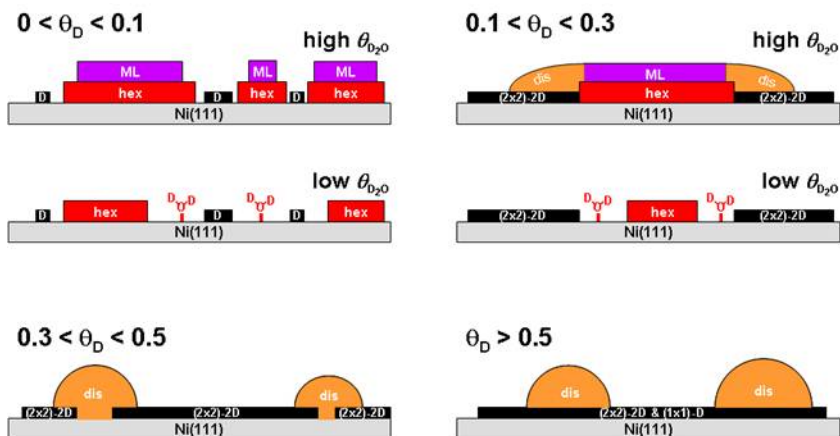 0 < θD < 0.1
high θD₂O
ML
ML
ML
D
hex
D
hex
D
hex
Ni(111)
0.1 < θD < 0.3
high θD₂O
dis
ML
dis
(2x2)-2D
hex
(2x2)-2D
Ni(111)
low θD₂O
D
hex
D O D
D
D O D
D
hex
Ni(111)
low θD₂O
(2x2)-2D
D O D
hex
D O D
(2x2)-2D
Ni(111)
0.3 < θD < 0.5
dis
dis
(2x2)-2D
(2x2)-2D
(2x2)-2D
Ni(111)
θD > 0.5
dis
dis
(2x2)-2D & (1x1)-D
Ni(111)